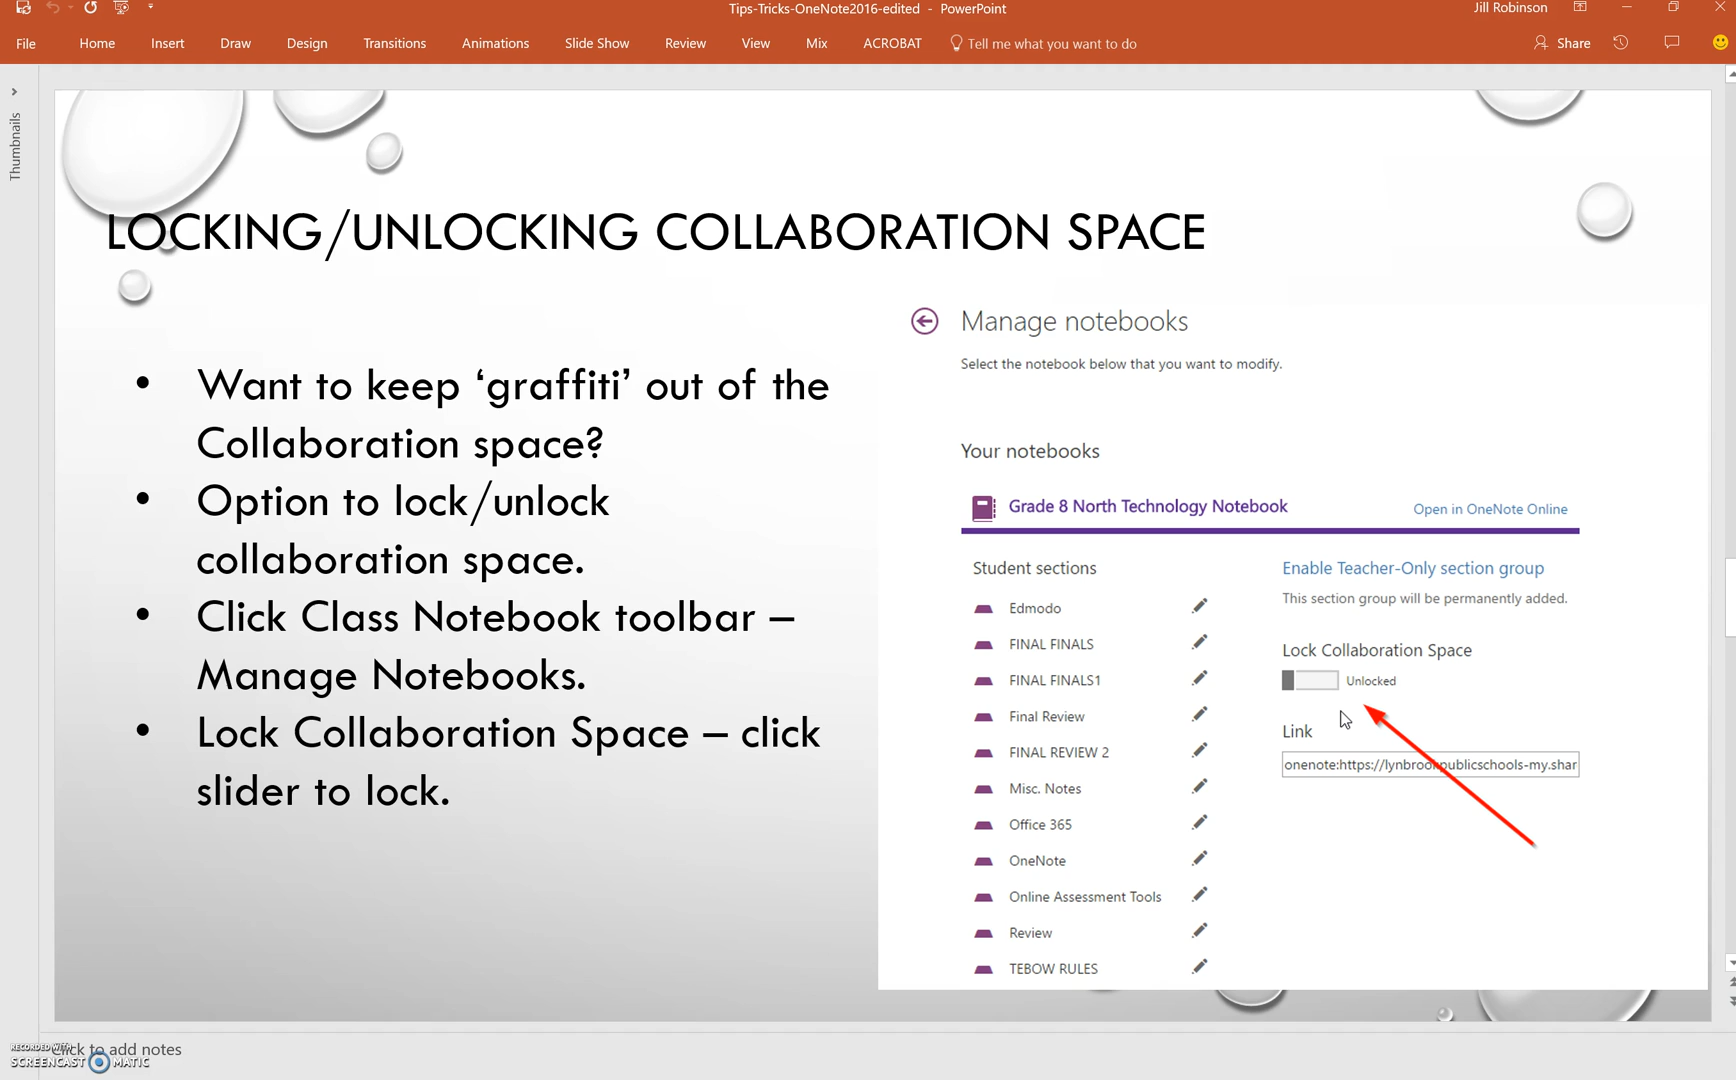 Tips-Tricks-OneNote2016-edited - PowerPoint
Jill Robinson
File Home Insert Draw Design Transitions Animations Slide Show Review View Mix ACROBAT Tell me what you want to do Share
Thumbnails
LOCKING/UNLOCKING COLLABORATION SPACE
• Want to keep ‘graffiti’ out of the
Collaboration space?
• Option to lock/unlock
collaboration space.
• Click Class Notebook toolbar –
Manage Notebooks.
• Lock Collaboration Space – click
slider to lock.
Manage notebooks
Select the notebook below that you want to modify.
Your notebooks
Grade 8 North Technology Notebook
Open in OneNote Online
Student sections
Edmodo
FINAL FINALS
FINAL FINALS1
Final Review
FINAL REVIEW 2
Misc. Notes
Office 365
OneNote
Online Assessment Tools
Review
TEBOW RULES
Enable Teacher-Only section group
This section group will be permanently added.
Lock Collaboration Space
Unlocked
Link
onenote:https://lynbrookpublicschools-my.shar
Click to add notes
RECORDED WITH
SCREENCAST MATIC